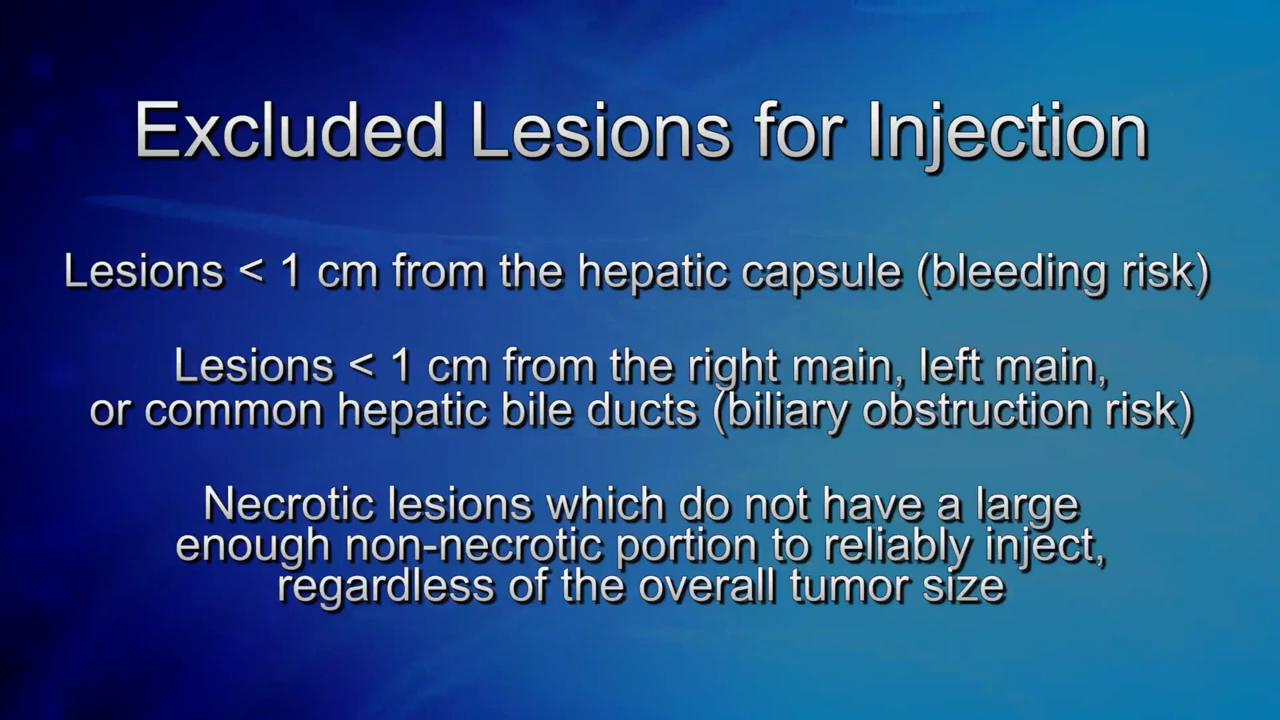 Excluded Lesions for Injection
Lesions < 1 cm from the hepatic capsule (bleeding risk)
Lesions < 1 cm from the right main, left main,
or common hepatic bile ducts (biliary obstruction risk)
Necrotic lesions which do not have a large
enough non-necrotic portion to reliably inject,
regardless of the overall tumor size